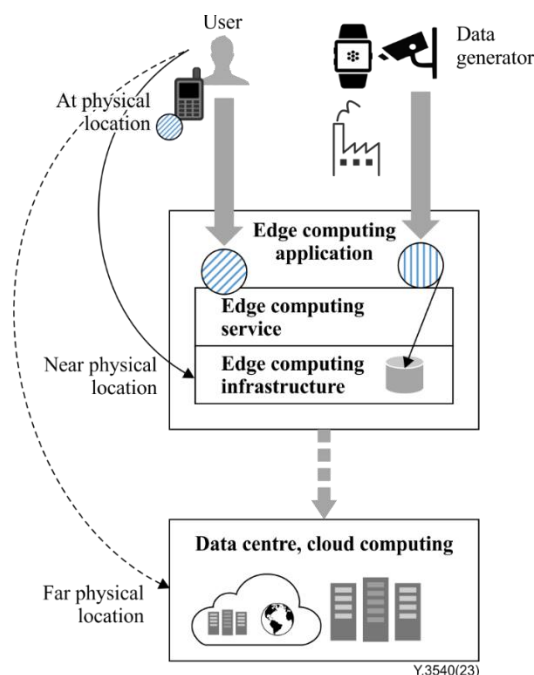 User
Data
generator
At physical
location
Edge computing
application
Edge computing
service
Near physical
location
Edge computing
infrastructure
Data centre, cloud computing
Far physical
location
Y.3540(23)